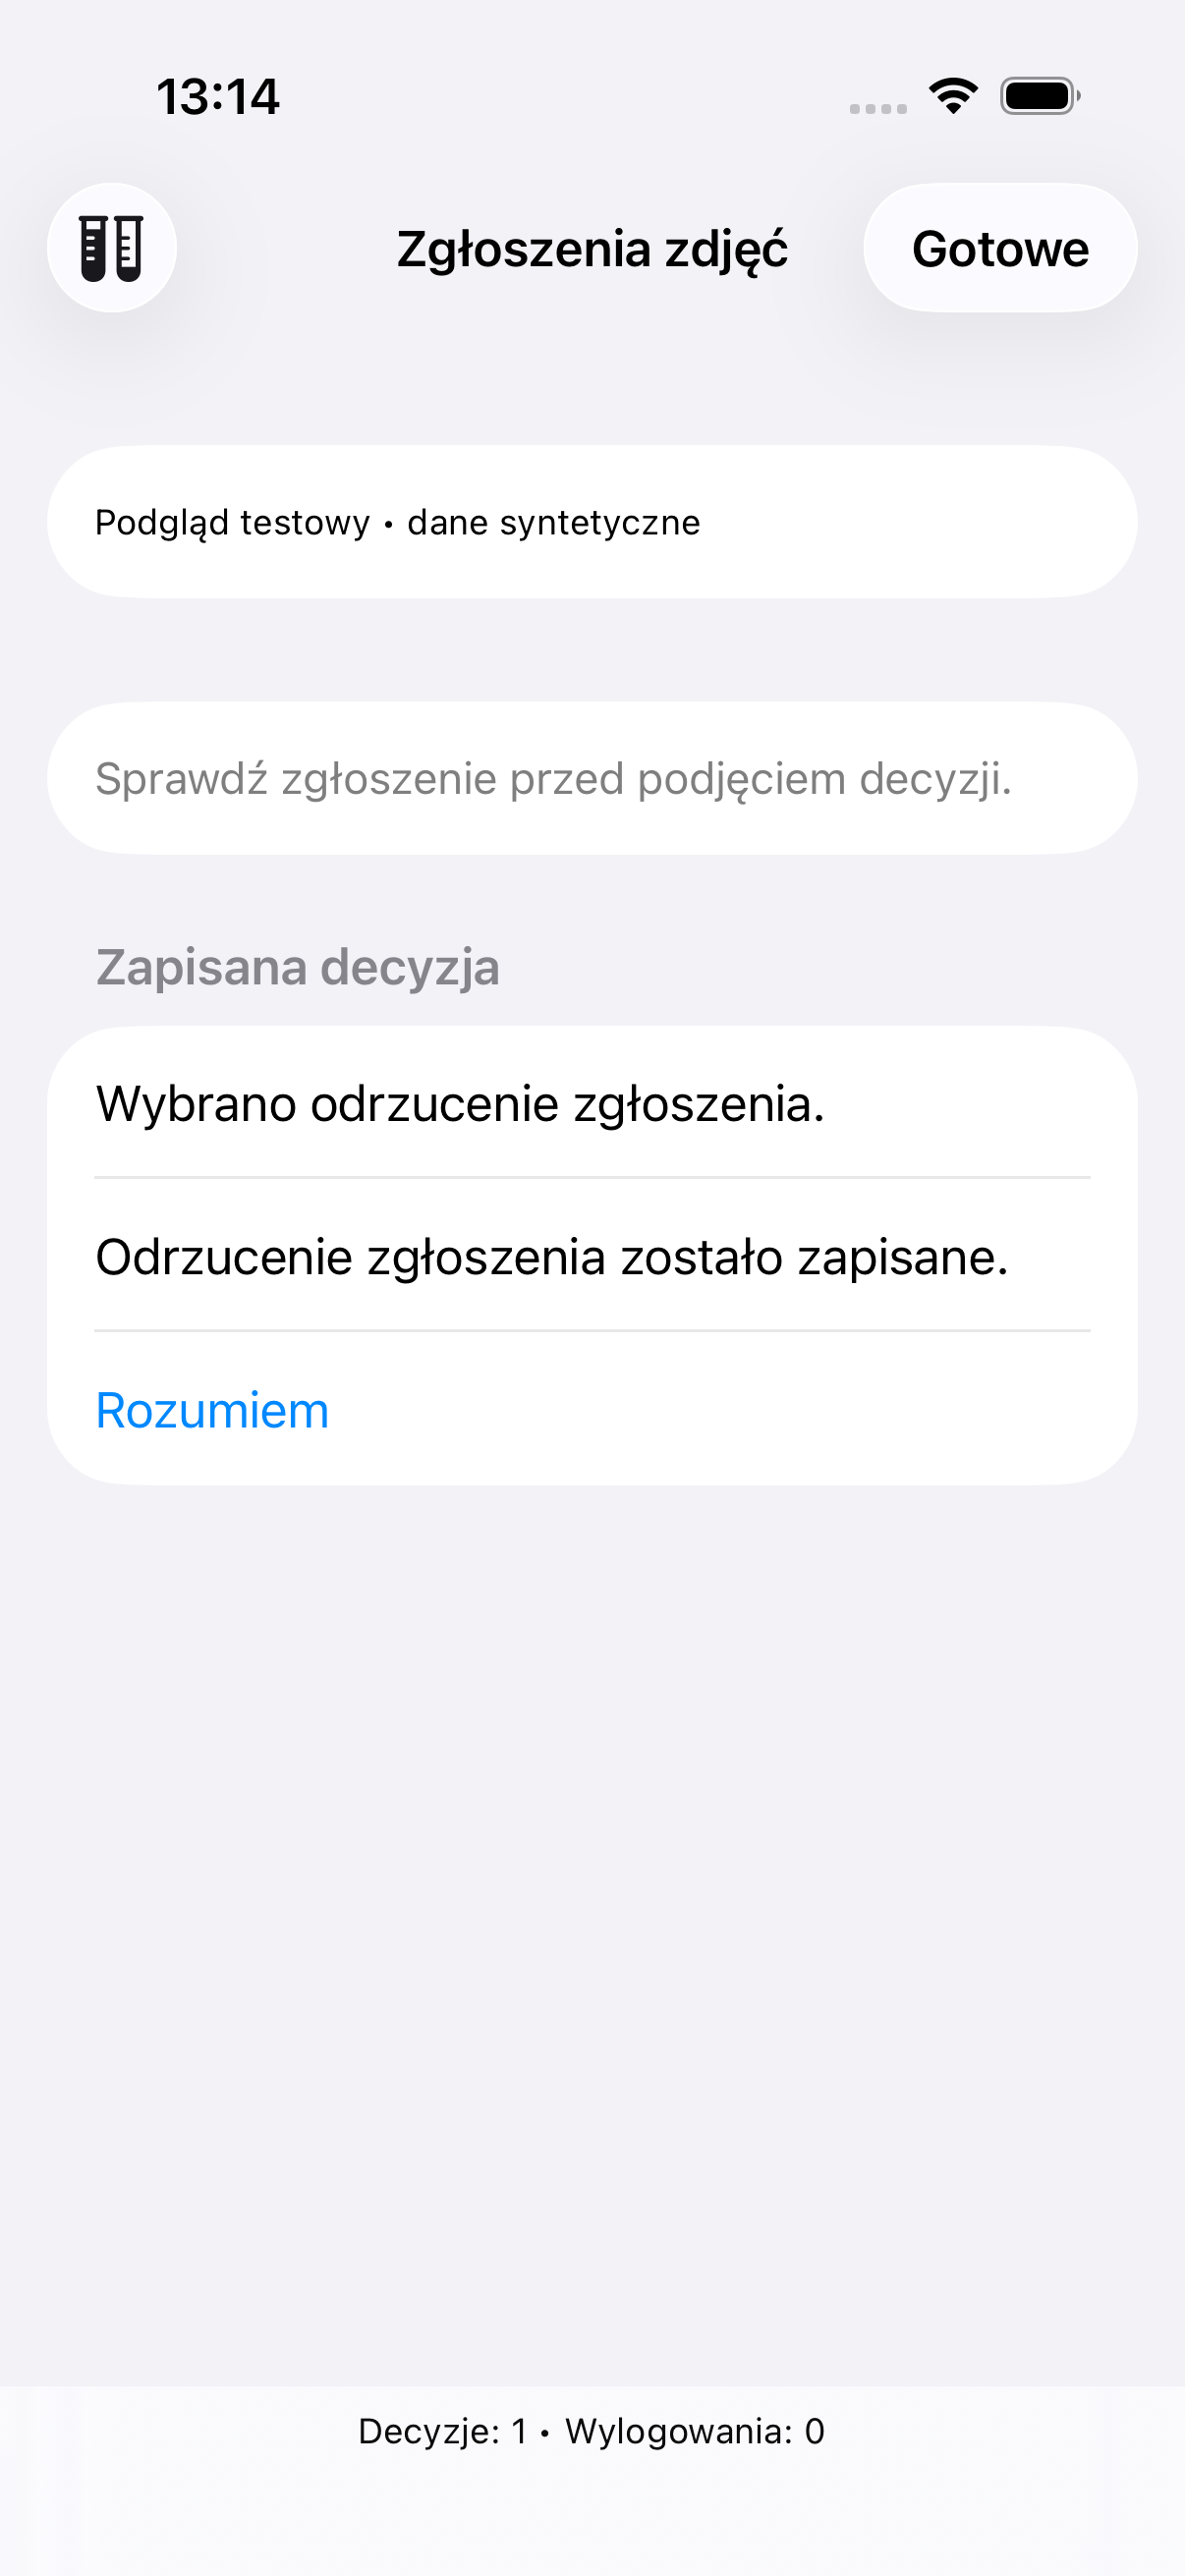 13:14
Zgłoszenia zdjęć
Gotowe
Podgląd testowy • dane syntetyczne
Sprawdź zgłoszenie przed podjęciem decyzji.
Zapisana decyzja
Wybrano odrzucenie zgłoszenia.
Odrzucenie zgłoszenia zostało zapisane.
Rozumiem
Decyzje: 1 • Wylogowania: 0